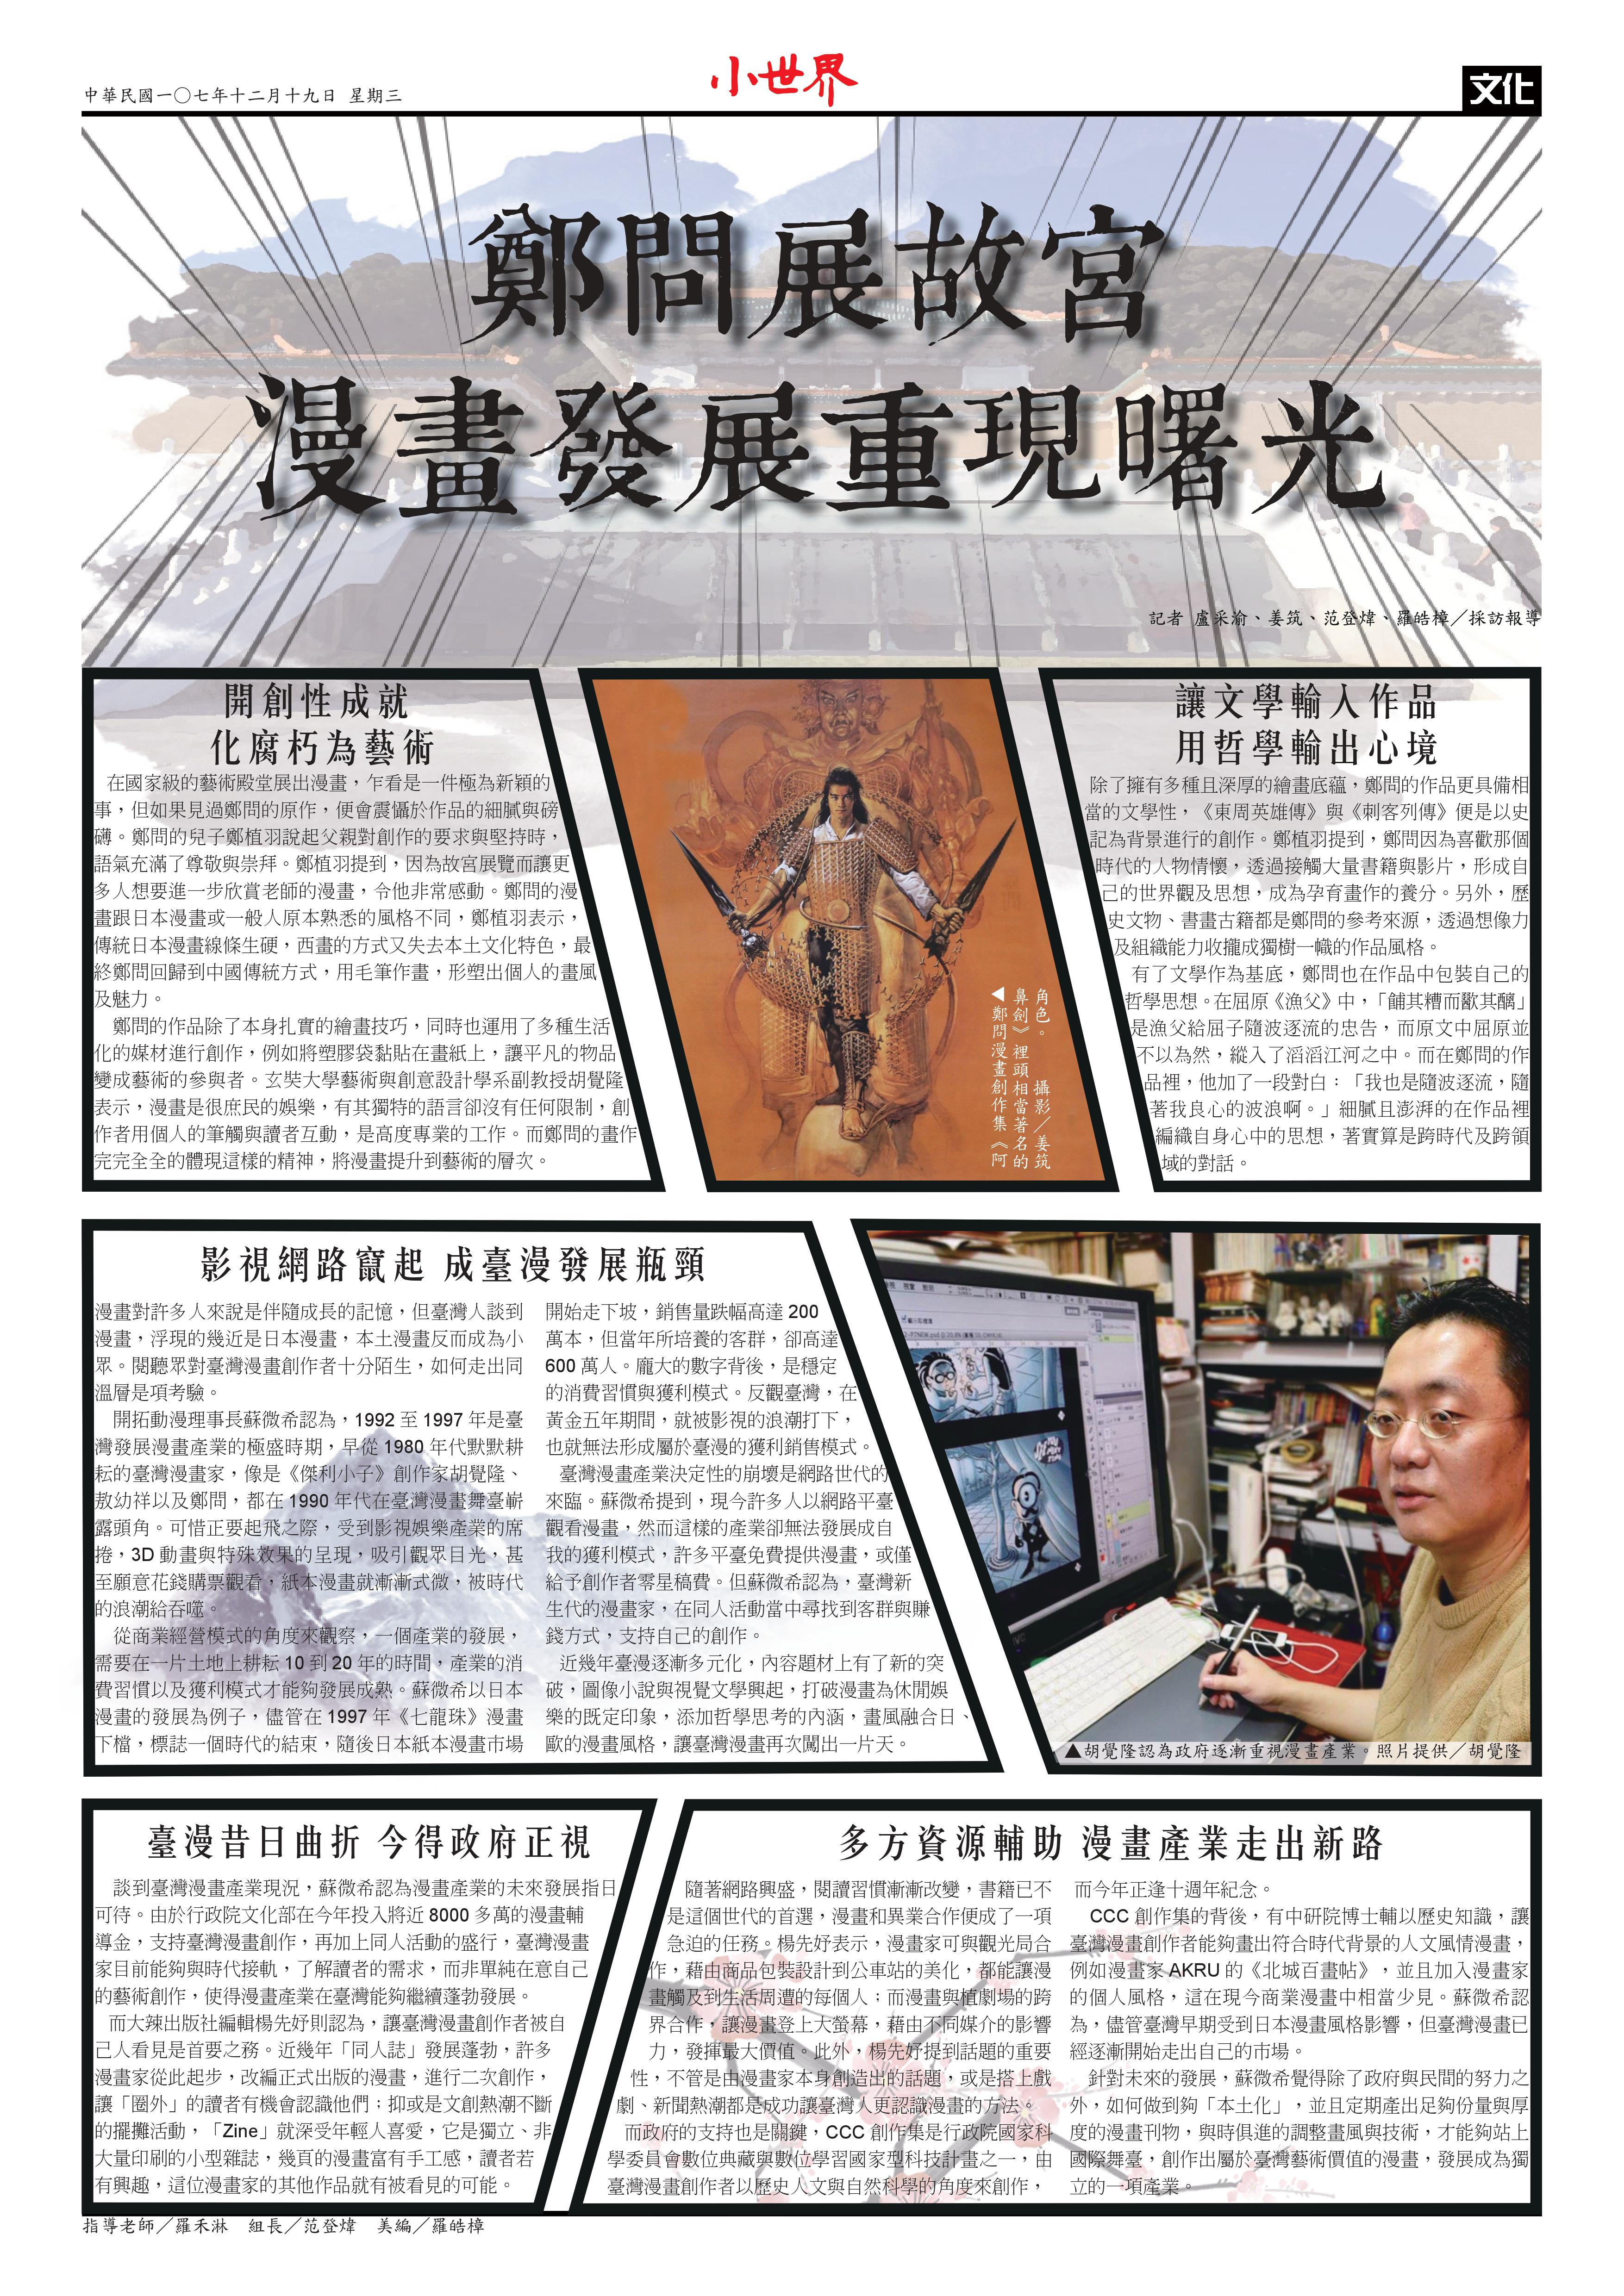 中華民國一〇七年十二月十九日 星期三
小世界
文化
鄭問展故宮
漫畫發展重現曙光
記者 盧采渝、姜筑、范登煒、羅皓樟／採訪報導
開創性成就
化腐朽為藝術
在國家級的藝術殿堂展出漫畫，乍看是一件極為新穎的
事，但如果見過鄭問的原作，便會震懾於作品的細膩與磅
礴。鄭問的兒子鄭植羽說起父親對創作的要求與堅持時，
語氣充滿了尊敬與崇拜。鄭植羽提到，因為故宮展覽而讓更
多人想要進一步欣賞老師的漫畫，令他非常感動。鄭問的漫
畫跟日本漫畫或一般人原本熟悉的風格不同，鄭植羽表示，
傳統日本漫畫線條生硬，西畫的方式又失去本土文化特色，最
終鄭問回歸到中國傳統方式，用毛筆作畫，形塑出個人的畫風
及魅力。
鄭問的作品除了本身扎實的繪畫技巧，同時也運用了多種生活
化的媒材進行創作，例如將塑膠袋黏貼在畫紙上，讓平凡的物品
變成藝術的參與者。玄奘大學藝術與創意設計學系副教授胡覺隆
表示，漫畫是很庶民的娛樂，有其獨特的語言卻沒有任何限制，創
作者用個人的筆觸與讀者互動，是高度專業的工作。而鄭問的畫作
完完全全的體現這樣的精神，將漫畫提升到藝術的層次。
◀鄭問漫畫創作集《阿
鼻劍》裡頭相當著名的
角色。 攝影／姜筑
讓文學輸入作品
用哲學輸出心境
除了擁有多種且深厚的繪畫底蘊，鄭問的作品更具備相
當的文學性，《東周英雄傳》與《刺客列傳》便是以史
記為背景進行的創作。鄭植羽提到，鄭問因為喜歡那個
時代的人物情懷，透過接觸大量書籍與影片，形成自
己的世界觀及思想，成為孕育畫作的養分。另外，歷
史文物、書畫古籍都是鄭問的參考來源，透過想像力
及組織能力收攏成獨樹一幟的作品風格。
有了文學作為基底，鄭問也在作品中包裝自己的
哲學思想。在屈原《漁父》中，「餔其糟而歠其醨」
是漁父給屈子隨波逐流的忠告，而原文中屈原並
不以為然，縱入了滔滔江河之中。而在鄭問的作
品裡，他加了一段對白：「我也是隨波逐流，隨
著我良心的波浪啊。」細膩且澎湃的在作品裡
編織自身心中的思想，著實算是跨時代及跨領
域的對話。
影視網路竄起 成臺漫發展瓶頸
漫畫對許多人來說是伴隨成長的記憶，但臺灣人談到
漫畫，浮現的幾近是日本漫畫，本土漫畫反而成為小
眾。閱聽眾對臺灣漫畫創作者十分陌生，如何走出同
溫層是項考驗。
開拓動漫理事長蘇微希認為，1992 至 1997 年是臺
灣發展漫畫產業的極盛時期，早從 1980 年代默默耕
耘的臺灣漫畫家，像是《傑利小子》創作家胡覺隆、
敖幼祥以及鄭問，都在 1990 年代在臺灣漫畫舞臺嶄
露頭角。可惜正要起飛之際，受到影視娛樂產業的席
捲，3D 動畫與特殊效果的呈現，吸引觀眾目光，甚
至願意花錢購票觀看，紙本漫畫就漸漸式微，被時代
的浪潮給吞噬。
從商業經營模式的角度來觀察，一個產業的發展，
需要在一片土地上耕耘 10 到 20 年的時間，產業的消
費習慣以及獲利模式才能夠發展成熟。蘇微希以日本
漫畫的發展為例子，儘管在 1997 年《七龍珠》漫畫
下檔，標誌一個時代的結束，隨後日本紙本漫畫市場
開始走下坡，銷售量跌幅高達 200
萬本，但當年所培養的客群，卻高達
600 萬人。龐大的數字背後，是穩定
的消費習慣與獲利模式。反觀臺灣，在
黃金五年期間，就被影視的浪潮打下，
也就無法形成屬於臺漫的獲利銷售模式。
臺灣漫畫產業決定性的崩壞是網路世代的
來臨。蘇微希提到，現今許多人以網路平臺
觀看漫畫，然而這樣的產業卻無法發展成自
我的獲利模式，許多平臺免費提供漫畫，或僅
給予創作者零星稿費。但蘇微希認為，臺灣新
生代的漫畫家，在同人活動當中尋找到客群與賺
錢方式，支持自己的創作。
近幾年臺漫逐漸多元化，內容題材上有了新的突
破，圖像小說與視覺文學興起，打破漫畫為休閒娛
樂的既定印象，添加哲學思考的內涵，畫風融合日、
歐的漫畫風格，讓臺灣漫畫再次闖出一片天。
▲胡覺隆認為政府逐漸重視漫畫產業。照片提供／胡覺隆
臺漫昔日曲折 今得政府正視
談到臺灣漫畫產業現況，蘇微希認為漫畫產業的未來發展指日
可待。由於行政院文化部在今年投入將近 8000 多萬的漫畫輔
導金，支持臺灣漫畫創作，再加上同人活動的盛行，臺灣漫畫
家目前能夠與時代接軌，了解讀者的需求，而非單純在意自己
的藝術創作，使得漫畫產業在臺灣能夠繼續蓬勃發展。
而大辣出版社編輯楊先妤則認為，讓臺灣漫畫創作者被自
己人看見是首要之務。近幾年「同人誌」發展蓬勃，許多
漫畫家從此起步，改編正式出版的漫畫，進行二次創作，
讓「圈外」的讀者有機會認識他們；抑或是文創熱潮不斷
的擺攤活動，「Zine」就深受年輕人喜愛，它是獨立、非
大量印刷的小型雜誌，幾頁的漫畫富有手工感，讀者若
有興趣，這位漫畫家的其他作品就有被看見的可能。
多方資源輔助 漫畫產業走出新路
隨著網路興盛，閱讀習慣漸漸改變，書籍已不
是這個世代的首選，漫畫和異業合作便成了一項
急迫的任務。楊先妤表示，漫畫家可與觀光局合
作，藉由商品包裝設計到公車站的美化，都能讓漫
畫觸及到生活周遭的每個人；而漫畫與植劇場的跨
界合作，讓漫畫登上大螢幕，藉由不同媒介的影響
力，發揮最大價值。此外，楊先妤提到話題的重要
性，不管是由漫畫家本身創造出的話題，或是搭上戲
劇、新聞熱潮都是成功讓臺灣人更認識漫畫的方法。
而政府的支持也是關鍵，CCC 創作集是行政院國家科
學委員會數位典藏與數位學習國家型科技計畫之一，由
臺灣漫畫創作者以歷史人文與自然科學的角度來創作，
而今年正逢十週年紀念。
CCC 創作集的背後，有中研院博士輔以歷史知識，讓
臺灣漫畫創作者能夠畫出符合時代背景的人文風情漫畫，
例如漫畫家 AKRU 的《北城百畫帖》，並且加入漫畫家
的個人風格，這在現今商業漫畫中相當少見。蘇微希認
為，儘管臺灣早期受到日本漫畫風格影響，但臺灣漫畫已
經逐漸開始走出自己的市場。
針對未來的發展，蘇微希覺得除了政府與民間的努力之
外，如何做到夠「本土化」，並且定期產出足夠份量與厚
度的漫畫刊物，與時俱進的調整畫風與技術，才能夠站上
國際舞臺，創作出屬於臺灣藝術價值的漫畫，發展成為獨
立的一項產業。
指導老師／羅禾淋 組長／范登煒 美編／羅皓樟